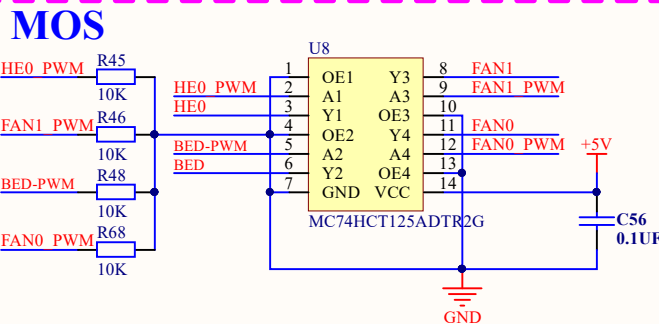 MOS
HE0_PWM
R45
10K
FAN1_PWM
R46
10K
BED-PWM
R48
10K
FAN0_PWM
R68
10K
U8
HE0_PWM
HE0
BED-PWM
BED
1 OE1 Y3 8 FAN1
2 A1 A3 9 FAN1_PWM
3 Y1 OE3 10
4 OE2 Y4 11 FAN0
5 A2 A4 12 FAN0_PWM
6 Y2 OE4 13
7 GND VCC 14
MC74HCT125ADTR2G
+5V
C56
0.1UF
GND